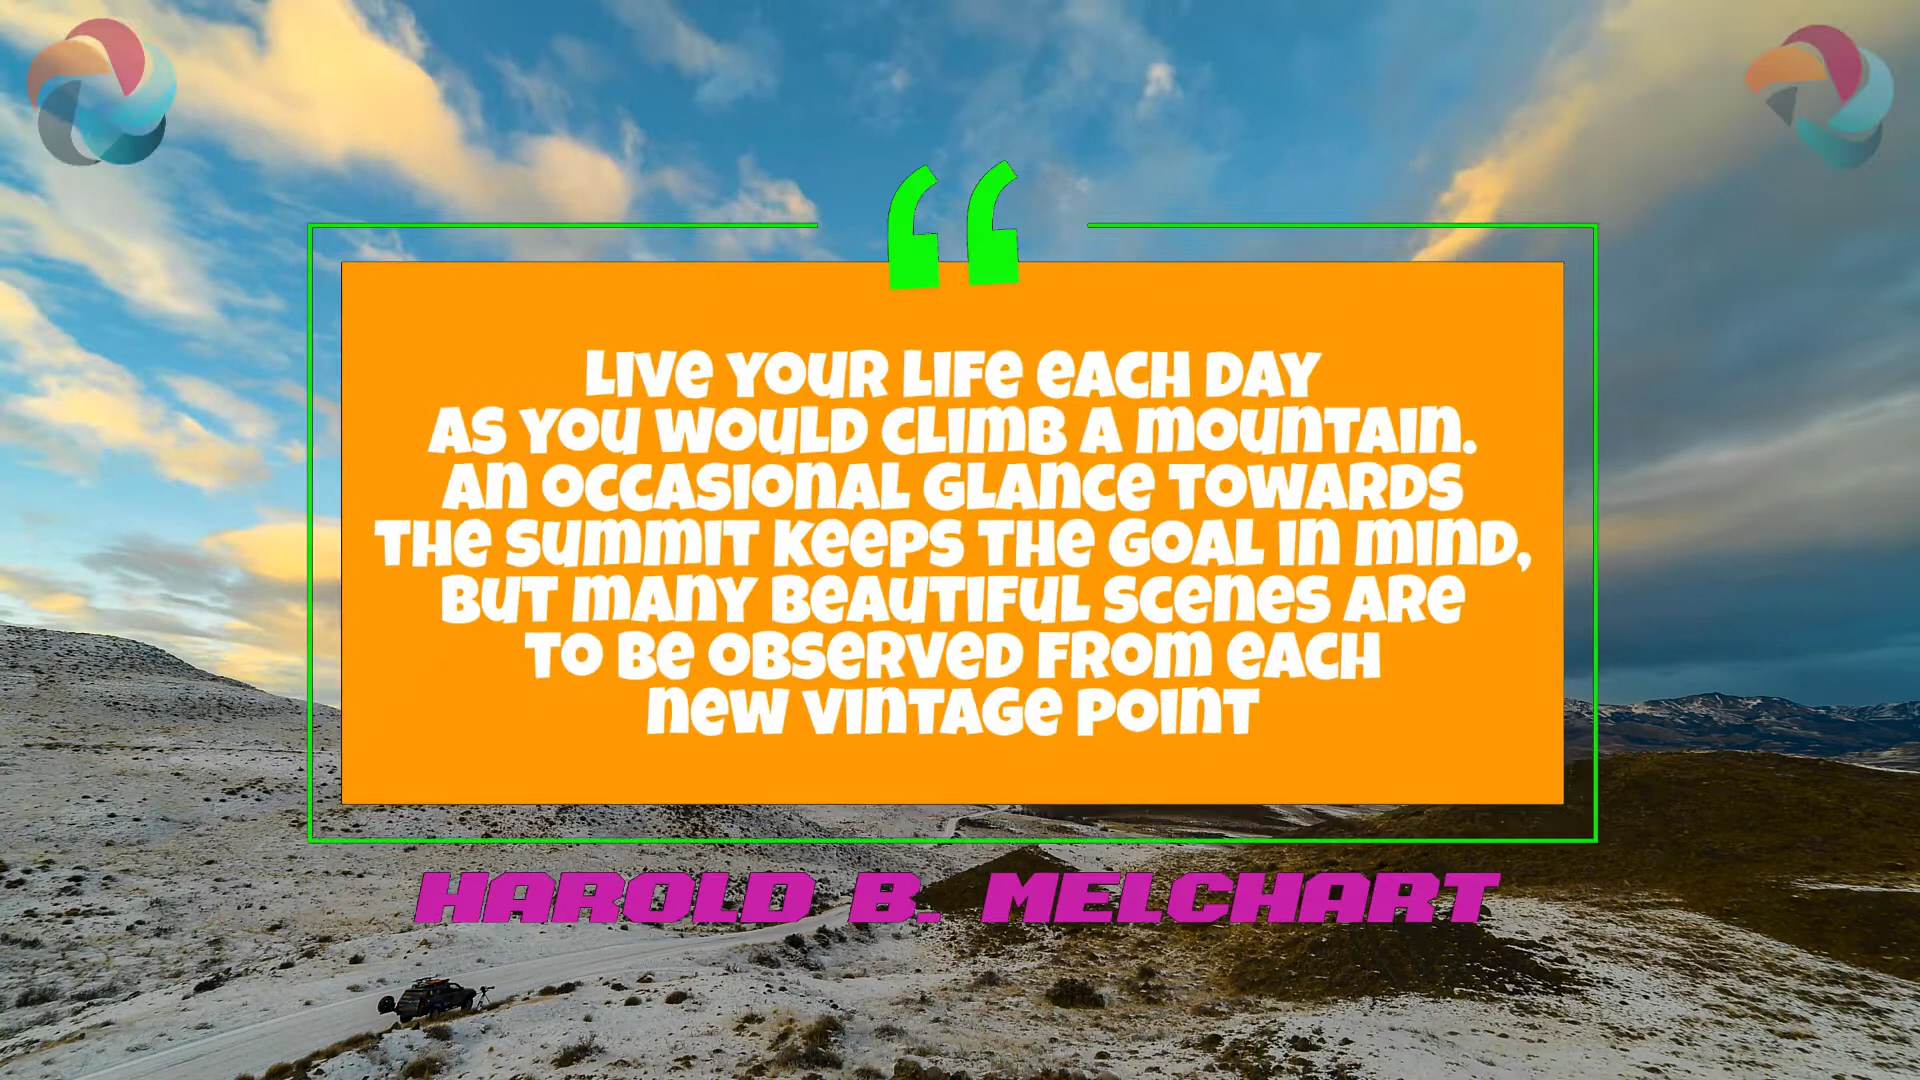 “
LIVE YOUR LIFE EACH DAY
AS YOU WOULD CLIMB A MOUNTAIN.
AN OCCASIONAL GLANCE TOWARDS
THE SUMMIT KEEPS THE GOAL IN MIND,
BUT MANY BEAUTIFUL SCENES ARE
TO BE OBSERVED FROM EACH
NEW VINTAGE POINT
HAROLD B. MELCHART